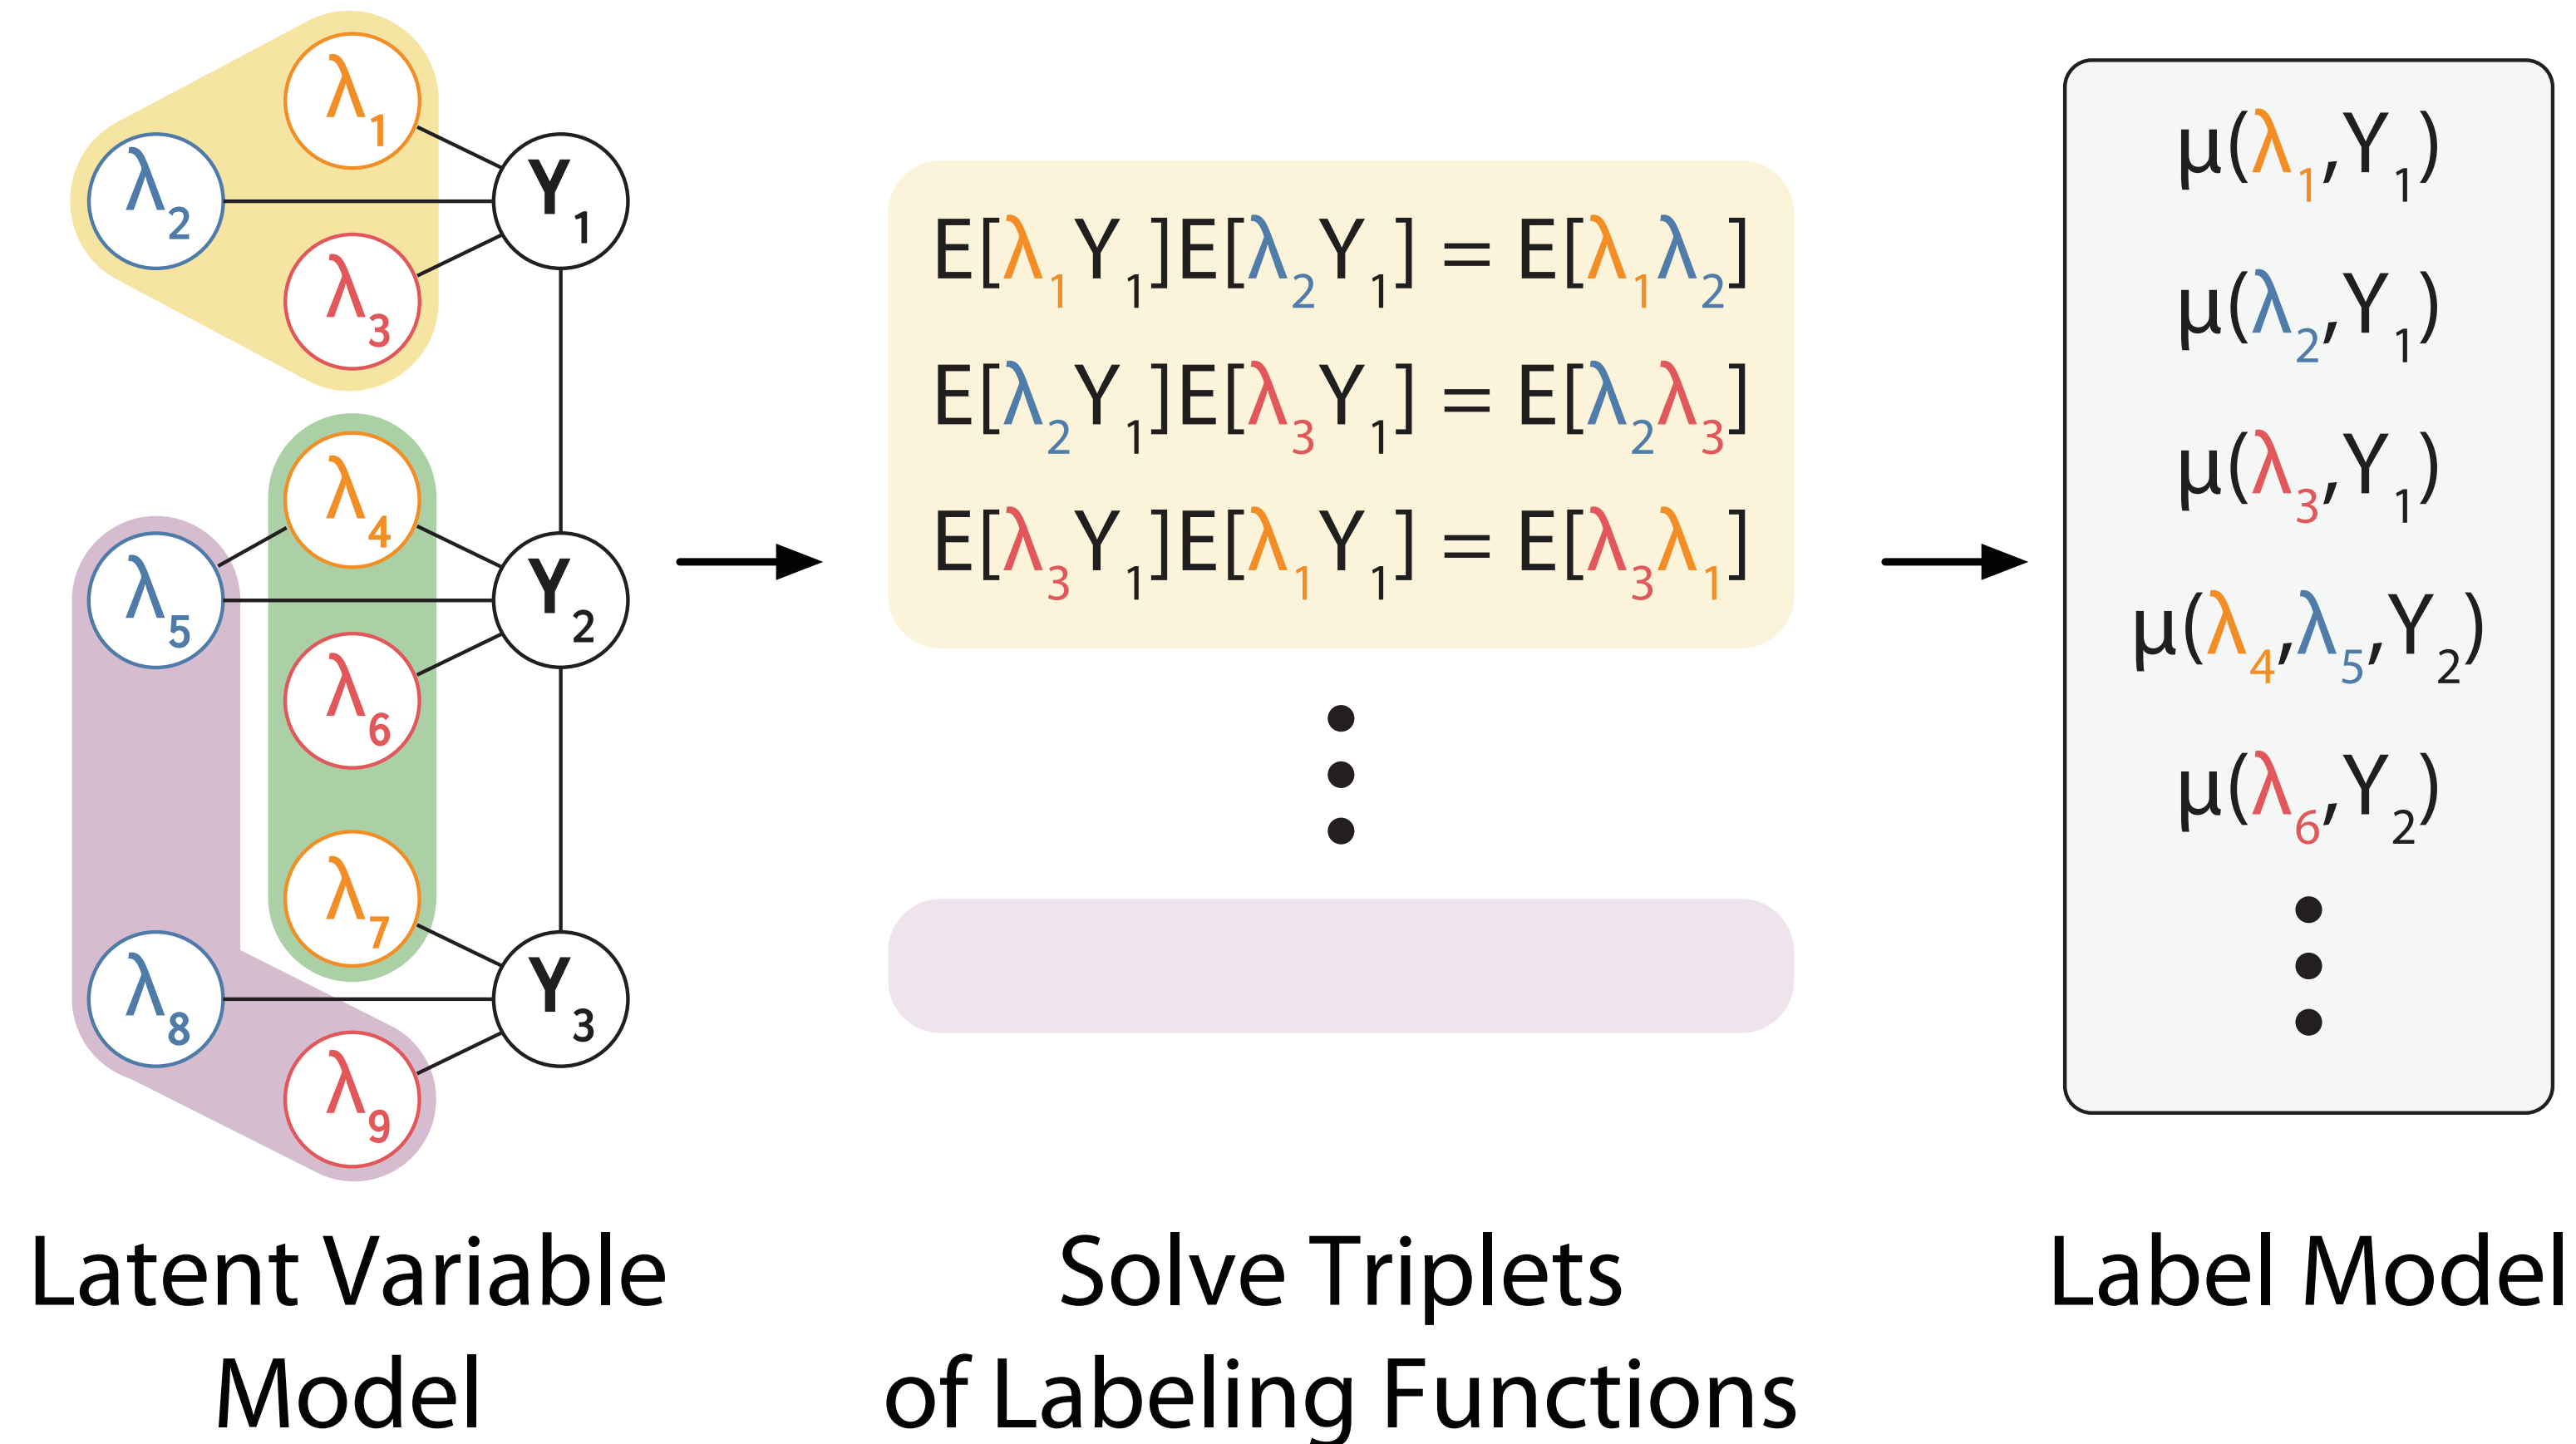 λ1
λ2
Y1
λ3
λ4
λ5
Y2
λ6
λ7
λ8
Y3
λ9
Latent Variable
Model
E[λ1Y1]E[λ2Y1] = E[λ1λ2]
E[λ2Y1]E[λ3Y1] = E[λ2λ3]
E[λ3Y1]E[λ1Y1] = E[λ3λ1]
Solve Triplets
of Labeling Functions
μ(λ1,Y1)
μ(λ2,Y1)
μ(λ3,Y1)
μ(λ4,λ5,Y2)
μ(λ6,Y2)
Label Model